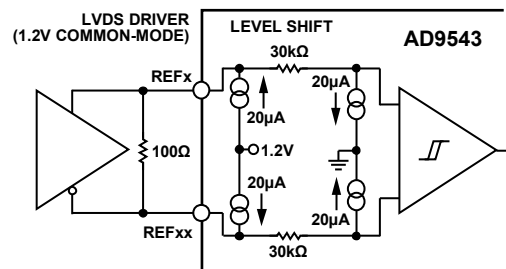 LVDS DRIVER
(1.2V COMMON-MODE)
LEVEL SHIFT
AD9543
REFx
30kΩ
20µA
20µA
100Ω
1.2V
20µA
20µA
REFxx
30kΩ